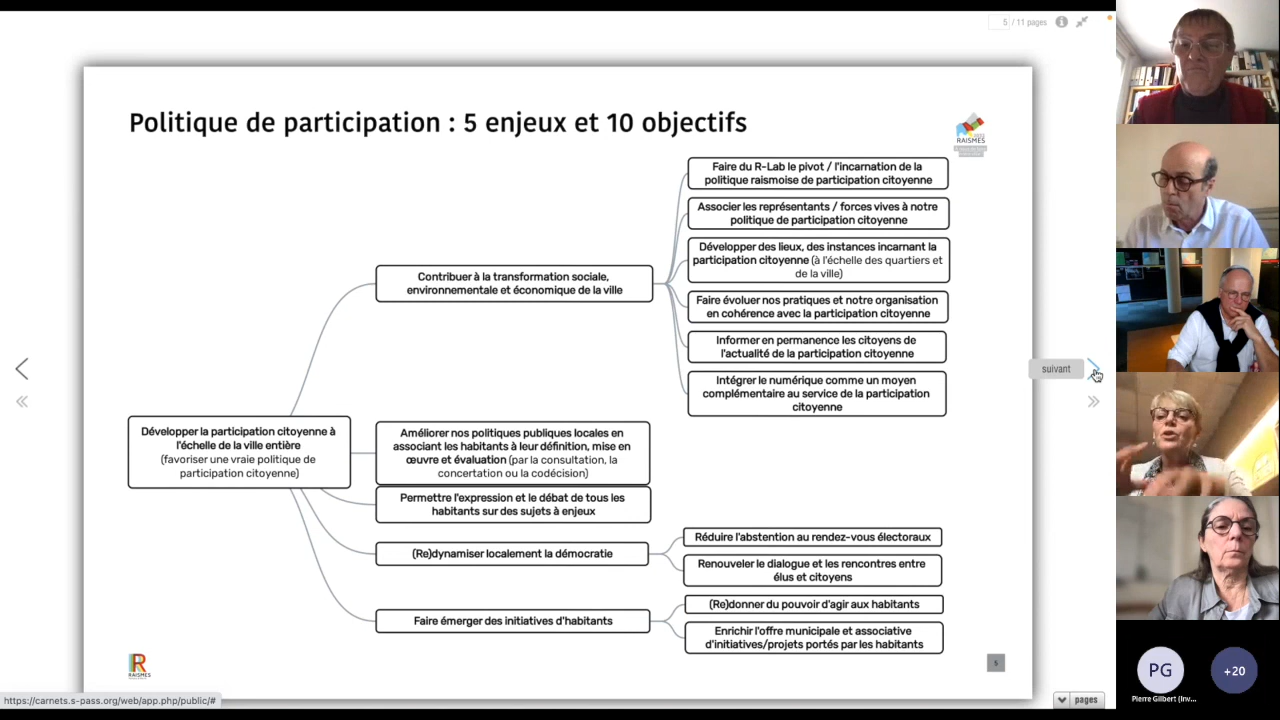 5 / 11 pages
Politique de participation : 5 enjeux et 10 objectifs
RAISMES
Faire du R-Lab le pivot / l'incarnation de la
politique raismoise de participation citoyenne
Associer les représentants / forces vives à notre
politique de participation citoyenne
Développer des lieux, des instances incarnant la
participation citoyenne (à l'échelle des quartiers et
de la ville)
Contribuer à la transformation sociale,
environnementale et économique de la ville
Faire évoluer nos pratiques et notre organisation
en cohérence avec la participation citoyenne
Informer en permanence les citoyens de
l'actualité de la participation citoyenne
Intégrer le numérique comme un moyen
complémentaire au service de la participation
citoyenne
suivant
Développer la participation citoyenne à
l'échelle de la ville entière
(favoriser une vraie politique de
participation citoyenne)
Améliorer nos politiques publiques locales en
associant les habitants à leur définition, mise en
œuvre et évaluation (par la consultation, la
concertation ou la codécision)
Permettre l'expression et le débat de tous les
habitants sur des sujets à enjeux
(Re)dynamiser localement la démocratie
Réduire l'abstention au rendez-vous électoraux
Renouveler le dialogue et les rencontres entre
élus et citoyens
Faire émerger des initiatives d'habitants
(Re)donner du pouvoir d'agir aux habitants
Enrichir l'offre municipale et associative
d'initiatives/projets portés par les habitants
R
RAISMES
5
https://carnets.s-pass.org/web/app.php/public/#
pages
PG
+20
Pierre Gilbert (Inv...